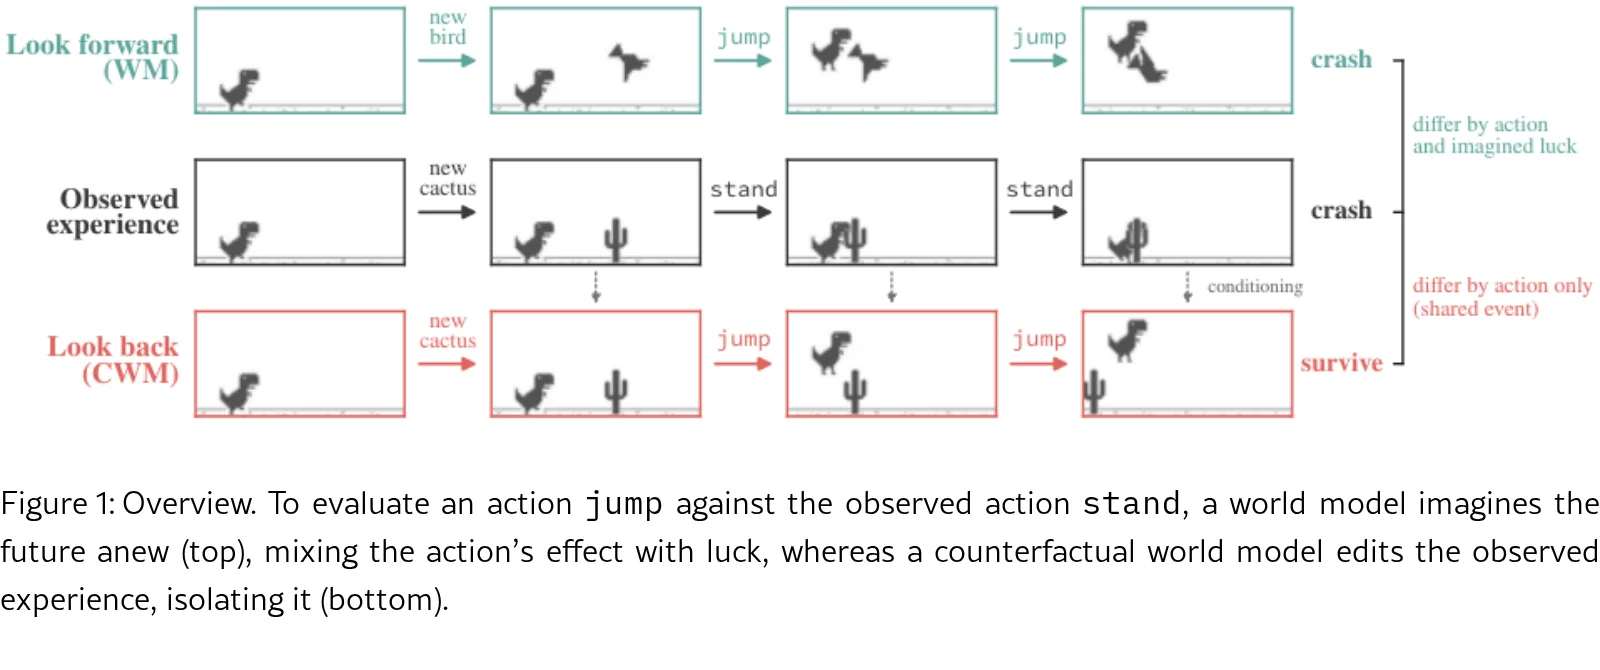 Look forward
(WM)
new
bird
jump
jump
crash
differ by action
and imagined luck
Observed
experience
new
cactus
stand
stand
crash
conditioning
differ by action only
(shared event)
Look back
(CWM)
new
cactus
jump
jump
survive
Figure 1: Overview. To evaluate an action jump against the observed action stand, a world model imagines the
future anew (top), mixing the action’s effect with luck, whereas a counterfactual world model edits the observed
experience, isolating it (bottom).